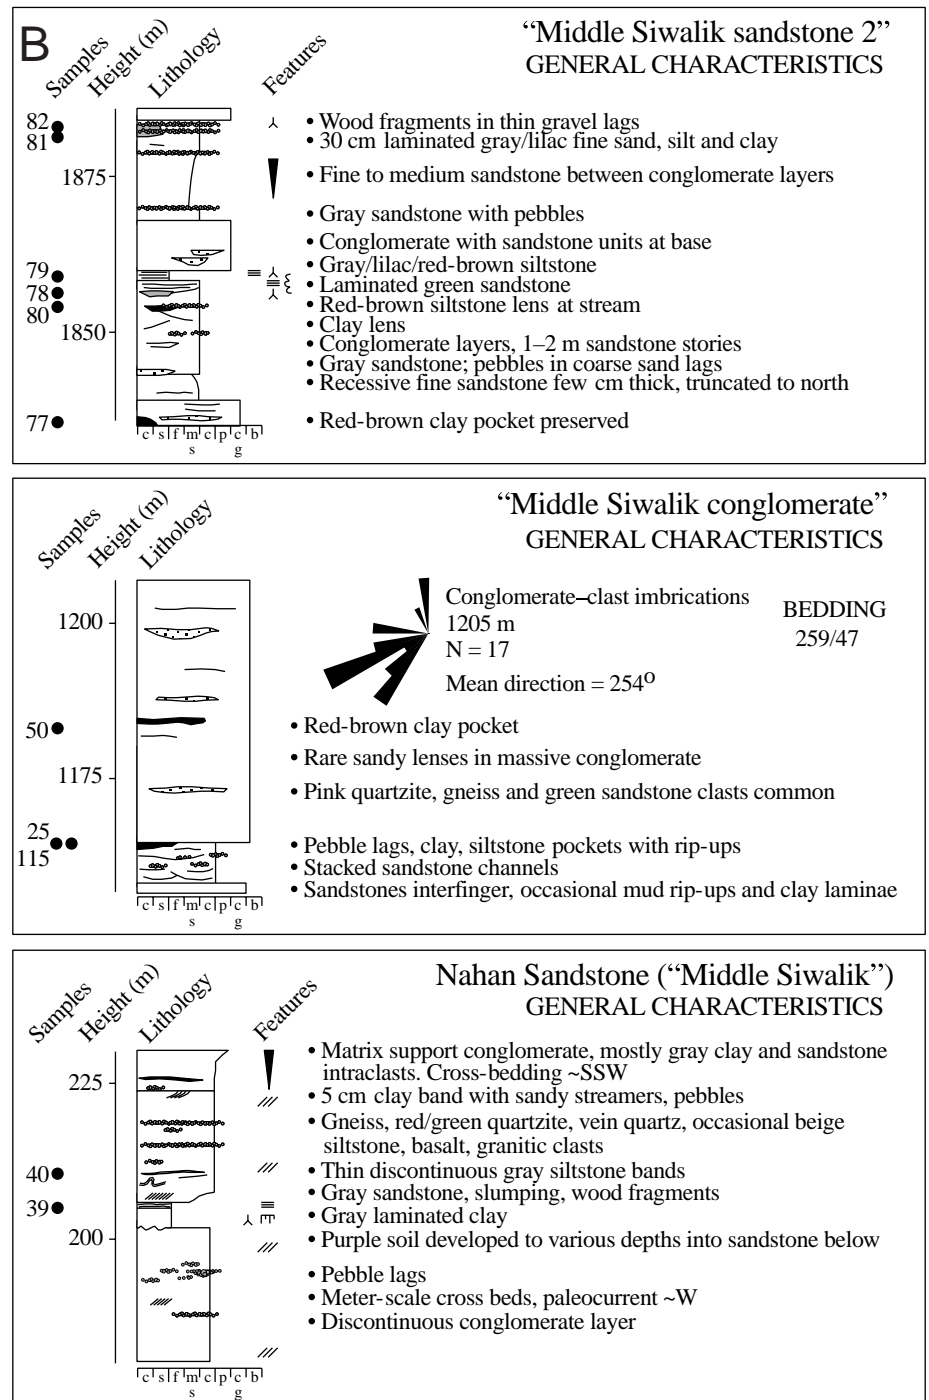 B
Samples
Height (m)
Lithology
Features
“Middle Siwalik sandstone 2”
GENERAL CHARACTERISTICS
82
81
1875
79
78
80
1850
77
• Wood fragments in thin gravel lags
• 30 cm laminated gray/lilac fine sand, silt and clay
• Fine to medium sandstone between conglomerate layers
• Gray sandstone with pebbles
• Conglomerate with sandstone units at base
• Gray/lilac/red-brown siltstone
• Laminated green sandstone
• Red-brown siltstone lens at stream
• Clay lens
• Conglomerate layers, 1–2 m sandstone stories
• Gray sandstone; pebbles in coarse sand lags
• Recessive fine sandstone few cm thick, truncated to north
• Red-brown clay pocket preserved
c s f m c p c b
s g
Samples
Height (m)
Lithology
“Middle Siwalik conglomerate”
GENERAL CHARACTERISTICS
1200
50
1175
25
115
Conglomerate–clast imbrications
1205 m
N = 17
Mean direction = 254º
BEDDING
259/47
• Red-brown clay pocket
• Rare sandy lenses in massive conglomerate
• Pink quartzite, gneiss and green sandstone clasts common
• Pebble lags, clay, siltstone pockets with rip-ups
• Stacked sandstone channels
• Sandstones interfinger, occasional mud rip-ups and clay laminae
c s f m c p c b
s g
Samples
Height (m)
Lithology
Features
Nahan Sandstone (“Middle Siwalik”)
GENERAL CHARACTERISTICS
225
40
39
200
• Matrix support conglomerate, mostly gray clay and sandstone
intraclasts. Cross-bedding ~SSW
• 5 cm clay band with sandy streamers, pebbles
• Gneiss, red/green quartzite, vein quartz, occasional beige
siltstone, basalt, granitic clasts
• Thin discontinuous gray siltstone bands
• Gray sandstone, slumping, wood fragments
• Gray laminated clay
• Purple soil developed to various depths into sandstone below
• Pebble lags
• Meter-scale cross beds, paleocurrent ~W
• Discontinuous conglomerate layer
c s f m c p c b
s g